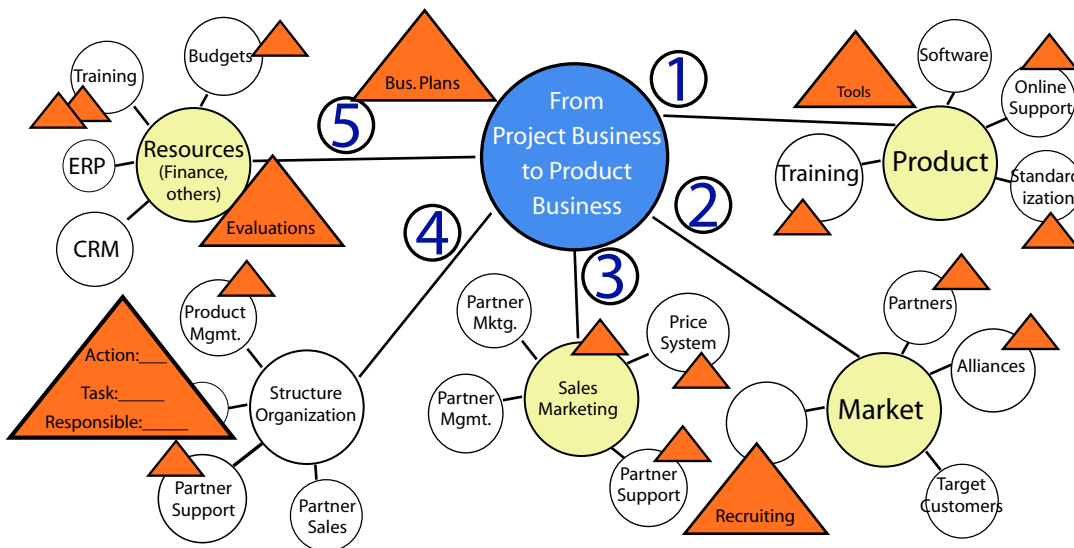 From
Project Business
to Product
Business
1
Product
Tools
Software
Online
Support
Standard
ization
Training
2
Market
Partners
Alliances
Target
Customers
Recruiting
3
Sales
Marketing
Partner
Mktg.
Price
System
Partner
Mgmt.
Partner
Support
4
Structure
Organization
Product
Mgmt.
Partner
Support
Partner
Sales
Action:___
Task:_____
Responsible:_____
5
Bus. Plans
Resources
(Finance,
others)
Budgets
Training
ERP
CRM
Evaluations